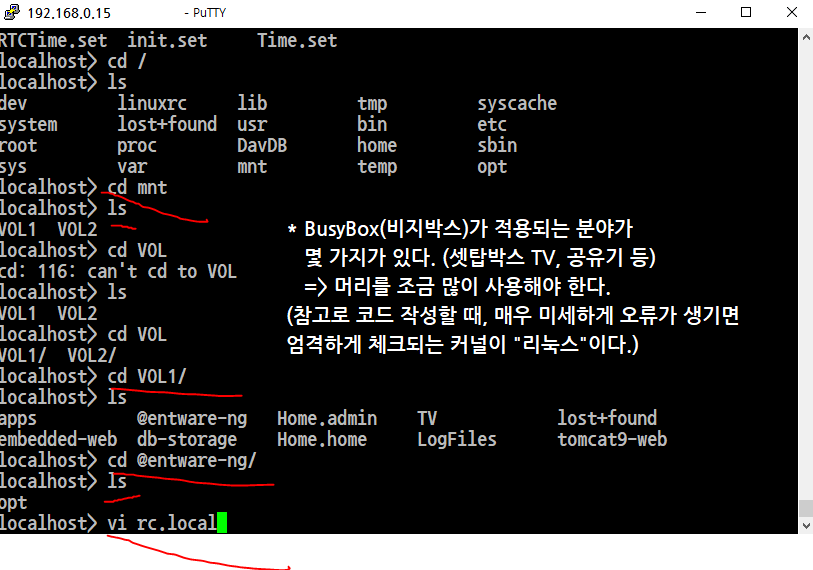 192.168.0.15 - PuTTY
RTCTime.set init.set Time.set
localhost> cd /
localhost> ls
dev linuxrc lib tmp syscache
system lost+found usr bin etc
root proc DavDB home sbin
sys var mnt temp opt
localhost> cd mnt
localhost> ls
VOL1 VOL2
localhost> cd VOL
cd: 116: can't cd to VOL
localhost> ls
VOL1 VOL2
localhost> cd VOL
VOL1/ VOL2/
localhost> cd VOL1/
localhost> ls
apps @entware-ng Home.admin TV lost+found
embedded-web db-storage Home.home LogFiles tomcat9-web
localhost> cd @entware-ng/
localhost> ls
opt
localhost> vi rc.local
* BusyBox(비지박스)가 적용되는 분야가
몇 가지가 있다. (셋탑박스 TV, 공유기 등)
=> 머리를 조금 많이 사용해야 한다.
(참고로 코드 작성할 때, 매우 미세하게 오류가 생기면
엄격하게 체크되는 커널이 "리눅스"이다.)